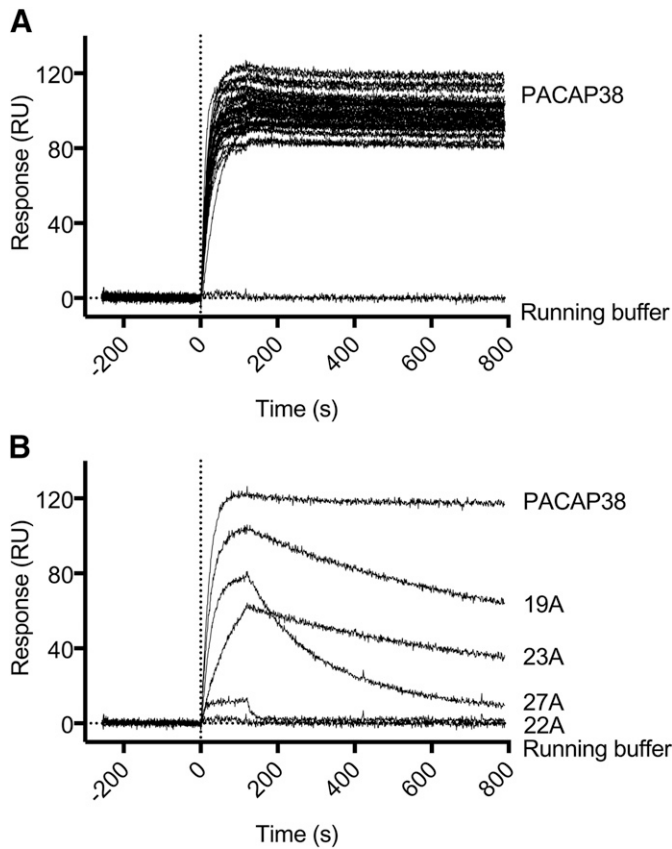 A
Response (RU)
120
80
40
0
PACAP38
Running buffer
-200
0
200
400
600
800
Time (s)
B
Response (RU)
120
80
40
0
PACAP38
19A
23A
27A
22A
Running buffer
-200
0
200
400
600
800
Time (s)